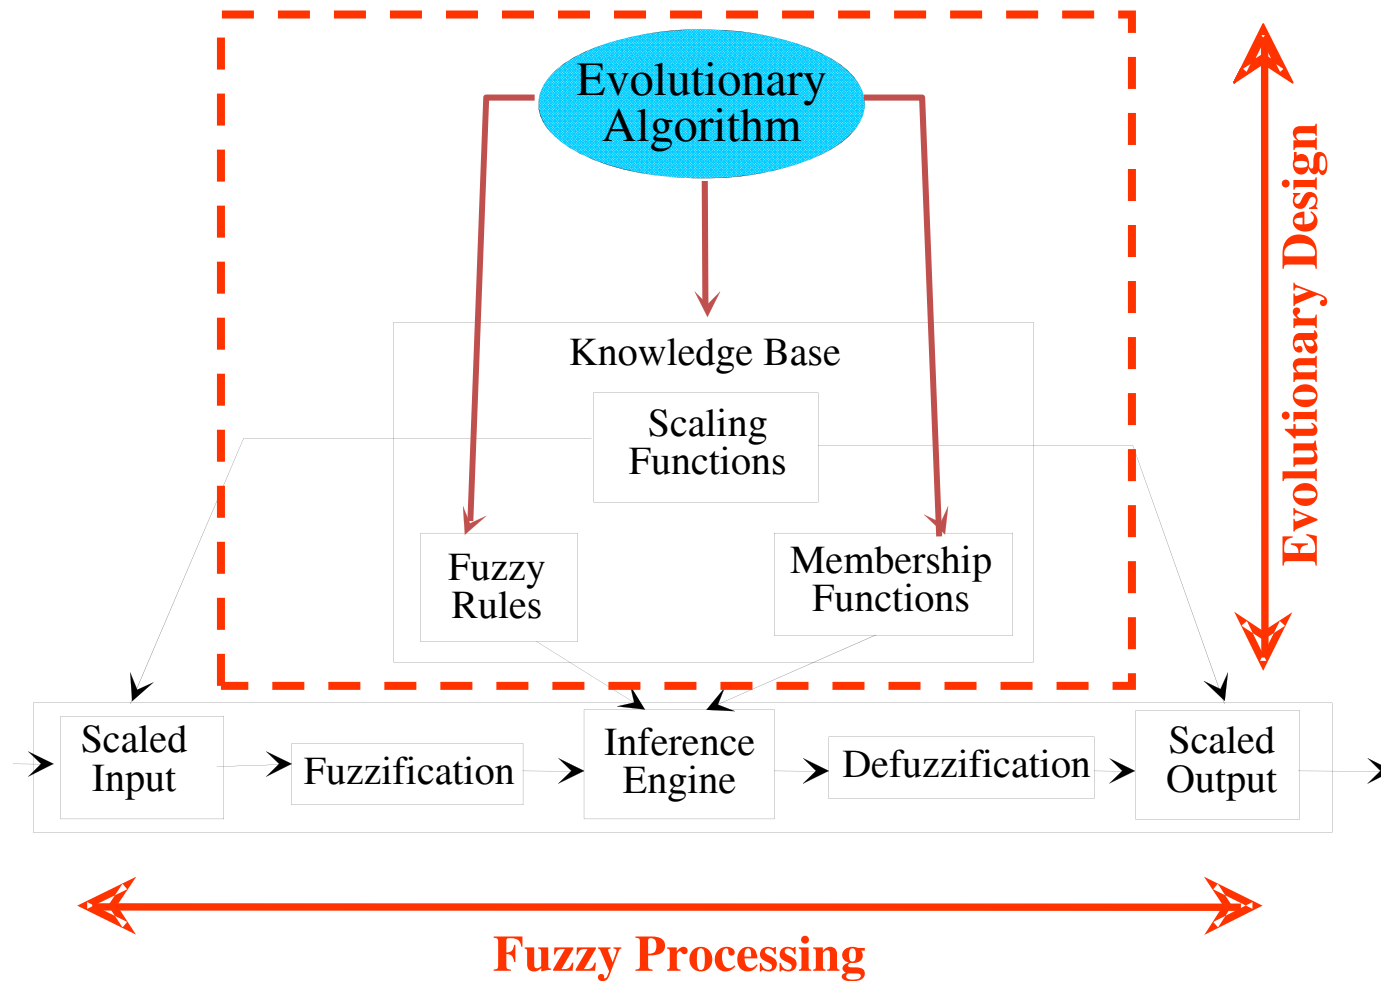 Evolutionary
Algorithm
Evolutionary Design
Knowledge Base
Scaling
Functions
Fuzzy
Rules
Membership
Functions
Scaled
Input
Fuzzification
Inference
Engine
Defuzzification
Scaled
Output
Fuzzy Processing